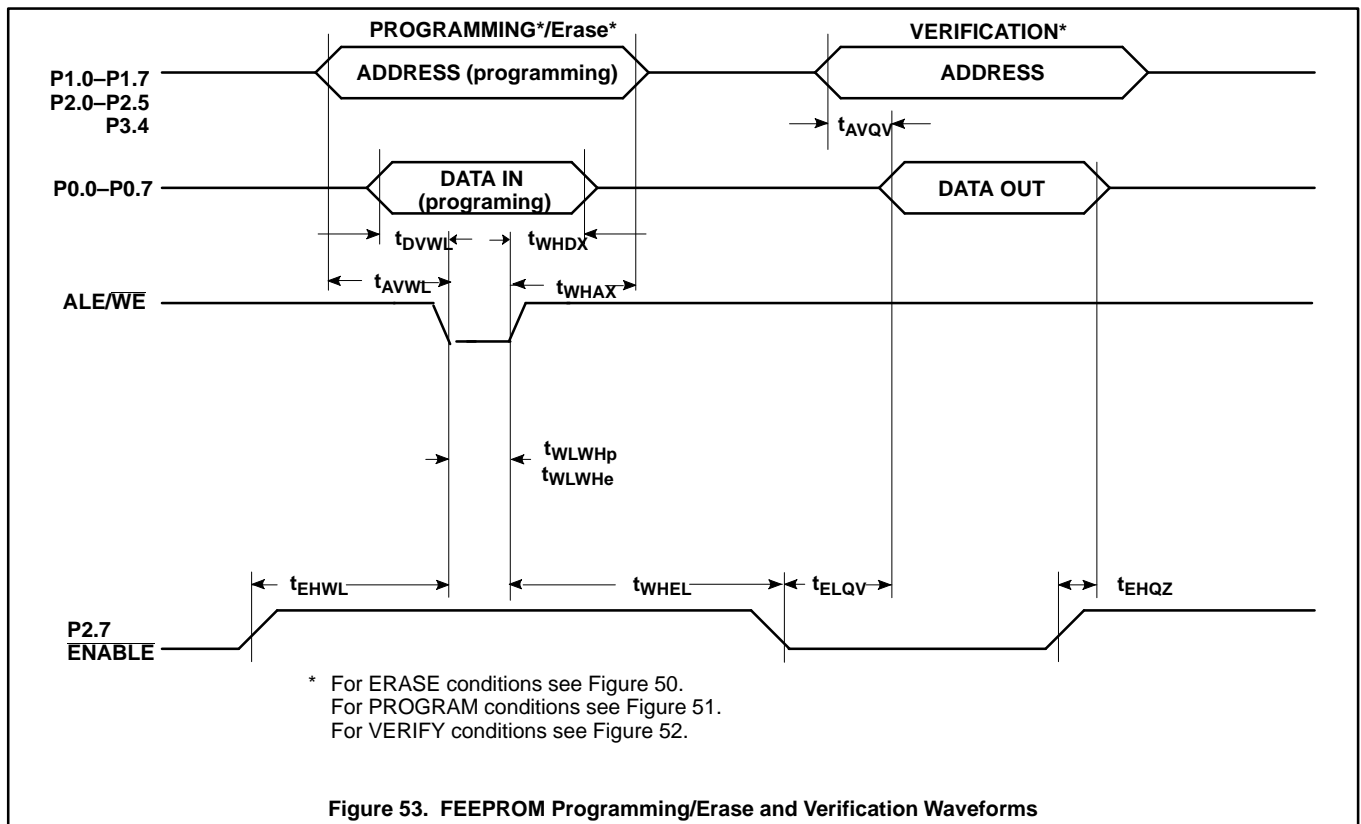 PROGRAMMING*/Erase*
VERIFICATION*
P1.0–P1.7
P2.0–P2.5
P3.4
ADDRESS (programming)
ADDRESS
tAVQV
P0.0–P0.7
DATA IN
(programing)
DATA OUT
tDVWL
tWHDX
tAVWL
tWHAX
ALE/WE
tWLWHp
tWLWHe
tEHWL
tWHEL
tELQV
tEHQZ
P2.7
ENABLE
* For ERASE conditions see Figure 50.
For PROGRAM conditions see Figure 51.
For VERIFY conditions see Figure 52.
Figure 53. FEEPROM Programming/Erase and Verification Waveforms